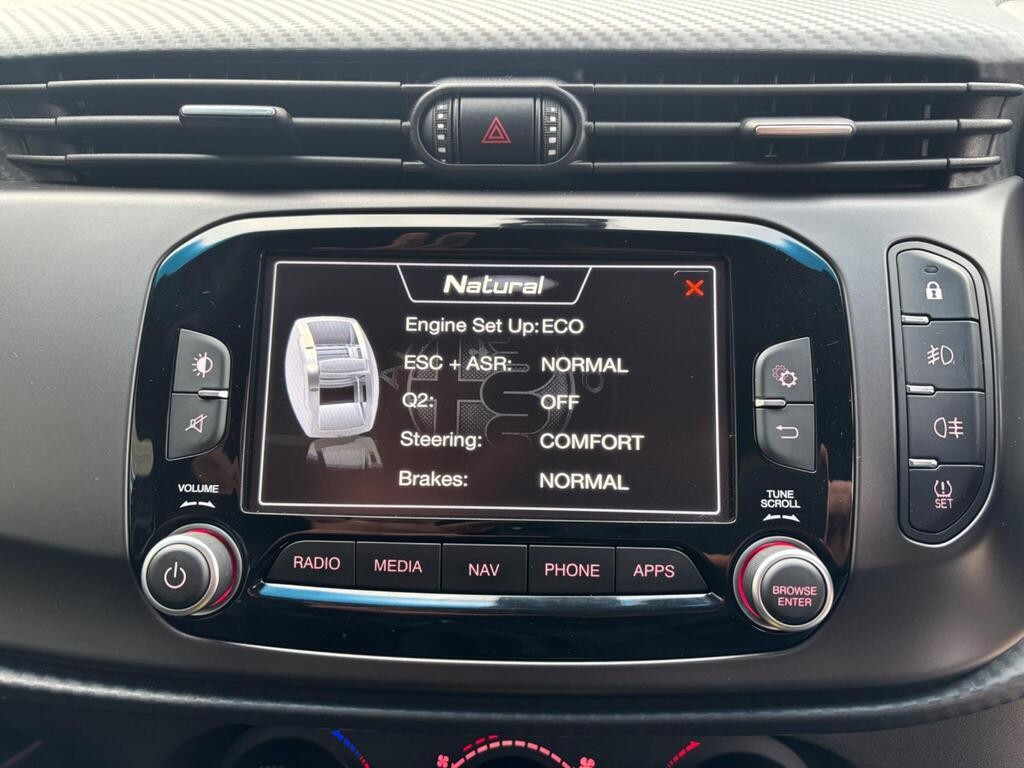 Natural
Engine Set Up: ECO
ESC + ASR: NORMAL
Q2: OFF
Steering: COMFORT
Brakes: NORMAL
VOLUME
TUNE
SCROLL
RADIO
MEDIA
NAV
PHONE
APPS
BROWSE
ENTER
SET